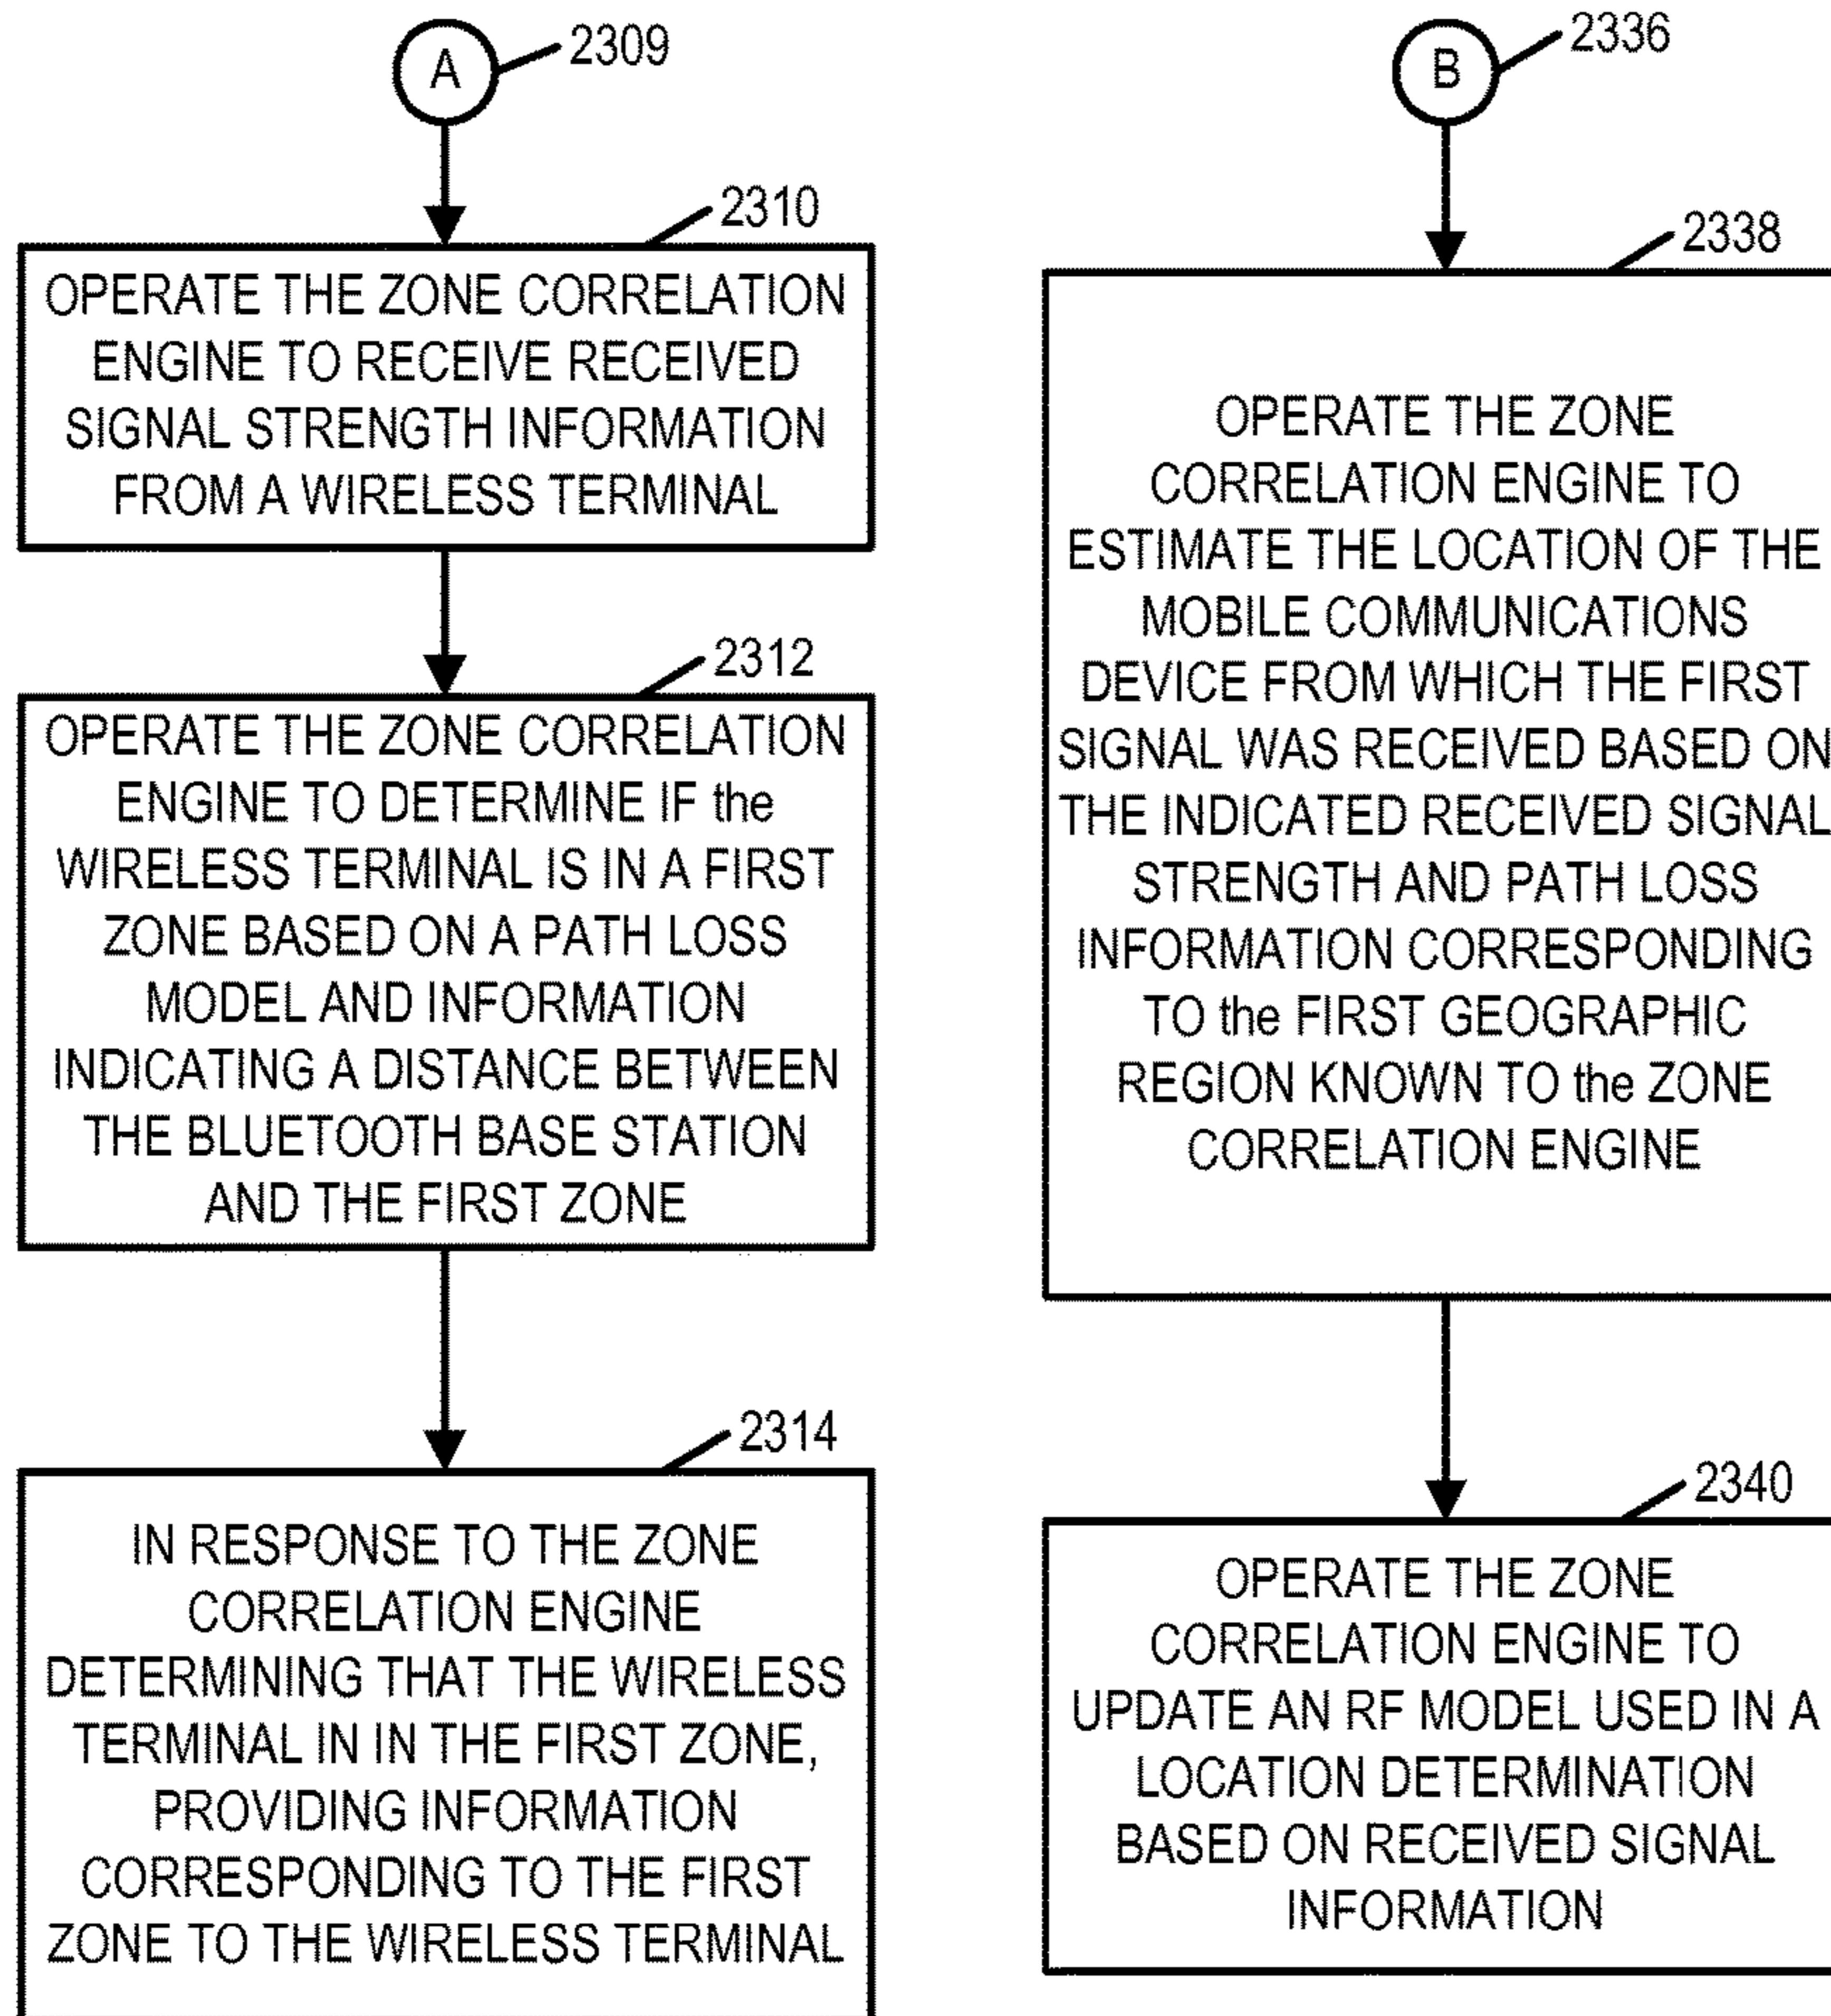 A
2309
2310
OPERATE THE ZONE CORRELATION
ENGINE TO RECEIVE RECEIVED
SIGNAL STRENGTH INFORMATION
FROM A WIRELESS TERMINAL
2312
OPERATE THE ZONE CORRELATION
ENGINE TO DETERMINE IF the
WIRELESS TERMINAL IS IN A FIRST
ZONE BASED ON A PATH LOSS
MODEL AND INFORMATION
INDICATING A DISTANCE BETWEEN
THE BLUETOOTH BASE STATION
AND THE FIRST ZONE
2314
IN RESPONSE TO THE ZONE
CORRELATION ENGINE
DETERMINING THAT THE WIRELESS
TERMINAL IN IN THE FIRST ZONE,
PROVIDING INFORMATION
CORRESPONDING TO THE FIRST
ZONE TO THE WIRELESS TERMINAL
B
2336
2338
OPERATE THE ZONE
CORRELATION ENGINE TO
ESTIMATE THE LOCATION OF THE
MOBILE COMMUNICATIONS
DEVICE FROM WHICH THE FIRST
SIGNAL WAS RECEIVED BASED ON
THE INDICATED RECEIVED SIGNAL
STRENGTH AND PATH LOSS
INFORMATION CORRESPONDING
TO the FIRST GEOGRAPHIC
REGION KNOWN TO the ZONE
CORRELATION ENGINE
2340
OPERATE THE ZONE
CORRELATION ENGINE TO
UPDATE AN RF MODEL USED IN A
LOCATION DETERMINATION
BASED ON RECEIVED SIGNAL
INFORMATION